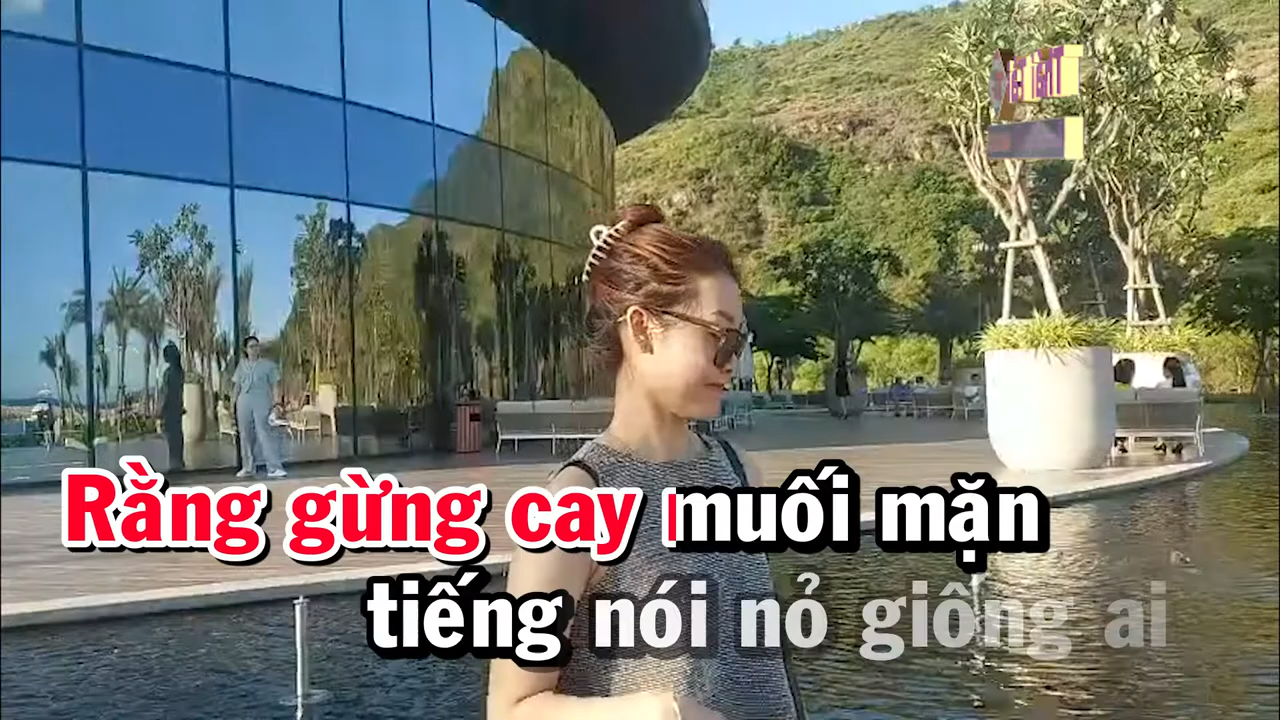 Rằng gừng cay muối mặn
tiếng nói nỏ giông ai